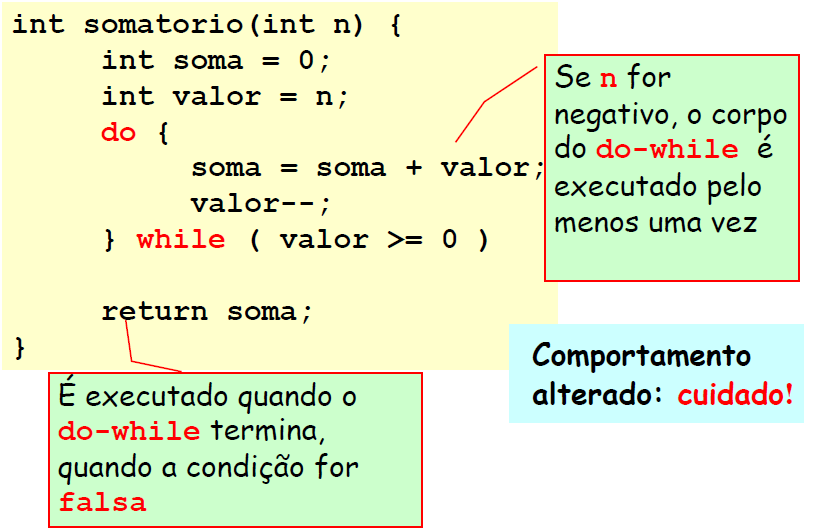 int somatorio(int n) {
int soma = 0;
int valor = n;
do {
soma = soma + valor;
valor--;
} while ( valor >= 0 )
return soma;
}
Se n for
negativo, o corpo
do do-while é
executado pelo
menos uma vez
Comportamento
alterado: cuidado!
É executado quando o
do-while termina,
quando a condição for
falsa